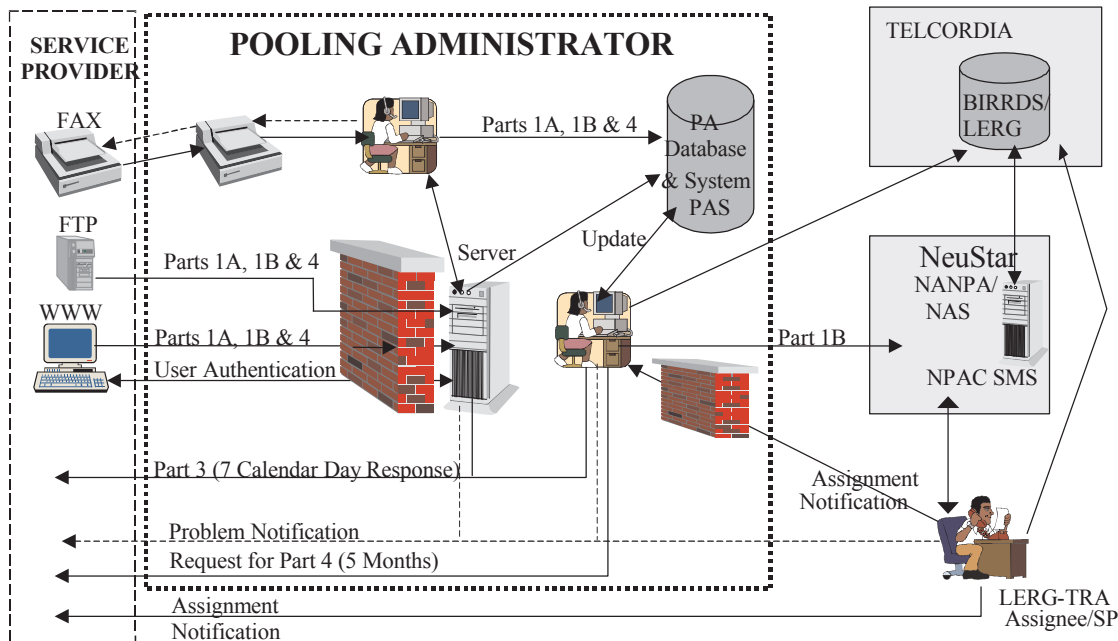 SERVICE
PROVIDER
POOLING ADMINISTRATOR
TELCORDIA
BIRRDS/
LERG
FAX
Parts 1A, 1B & 4
PA
Database
& System
PAS
FTP
Parts 1A, 1B & 4
Server
Update
NeuStar
NANPA/
NAS
WWW
Parts 1A, 1B & 4
Part 1B
User Authentication
NPAC SMS
Part 3 (7 Calendar Day Response)
Assignment
Notification
Problem Notification
Request for Part 4 (5 Months)
Assignment
Notification
LERG-TRA
Assignee/SP